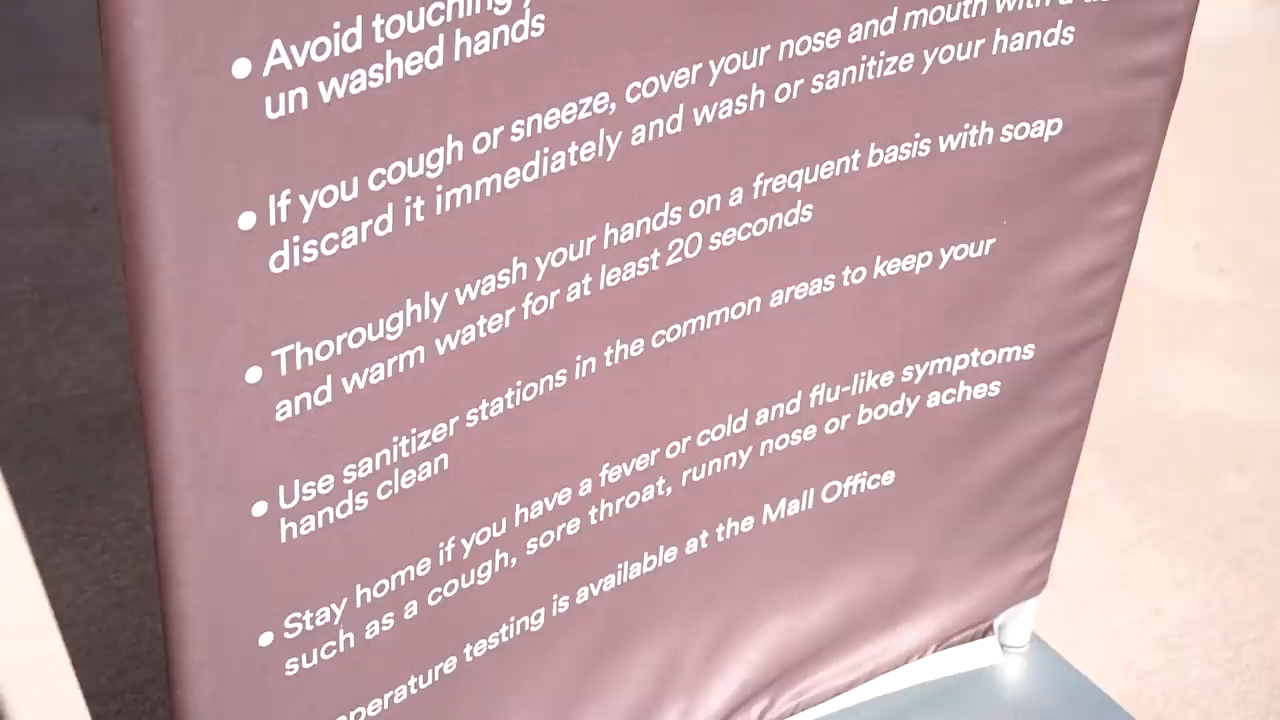 • Avoid touching
un washed hands
• If you cough or sneeze, cover your nose and mouth with a
discard it immediately and wash or sanitize your hands
• Thoroughly wash your hands on a frequent basis with soap
and warm water for at least 20 seconds
• Use sanitizer stations in the common areas to keep your
hands clean
• Stay home if you have a fever or cold and flu-like symptoms
such as a cough, sore throat, runny nose or body aches
perature testing is available at the Mall Office